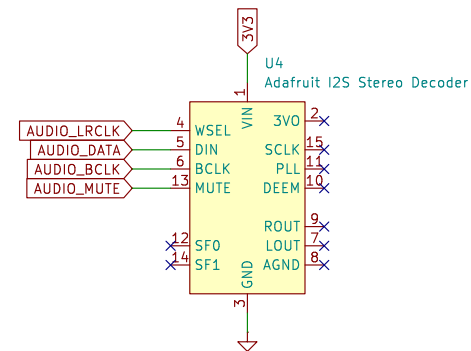 3V3
U4
Adafruit I2S Stereo Decoder
1
VIN
2
3VO
AUDIO_LRCLK
4
WSEL
AUDIO_DATA
5
DIN
SCLK
15
AUDIO_BCLK
6
BCLK
PLL
11
AUDIO_MUTE
13
MUTE
DEEM
10
ROUT
9
12
SF0
LOUT
7
14
SF1
AGND
8
GND
3